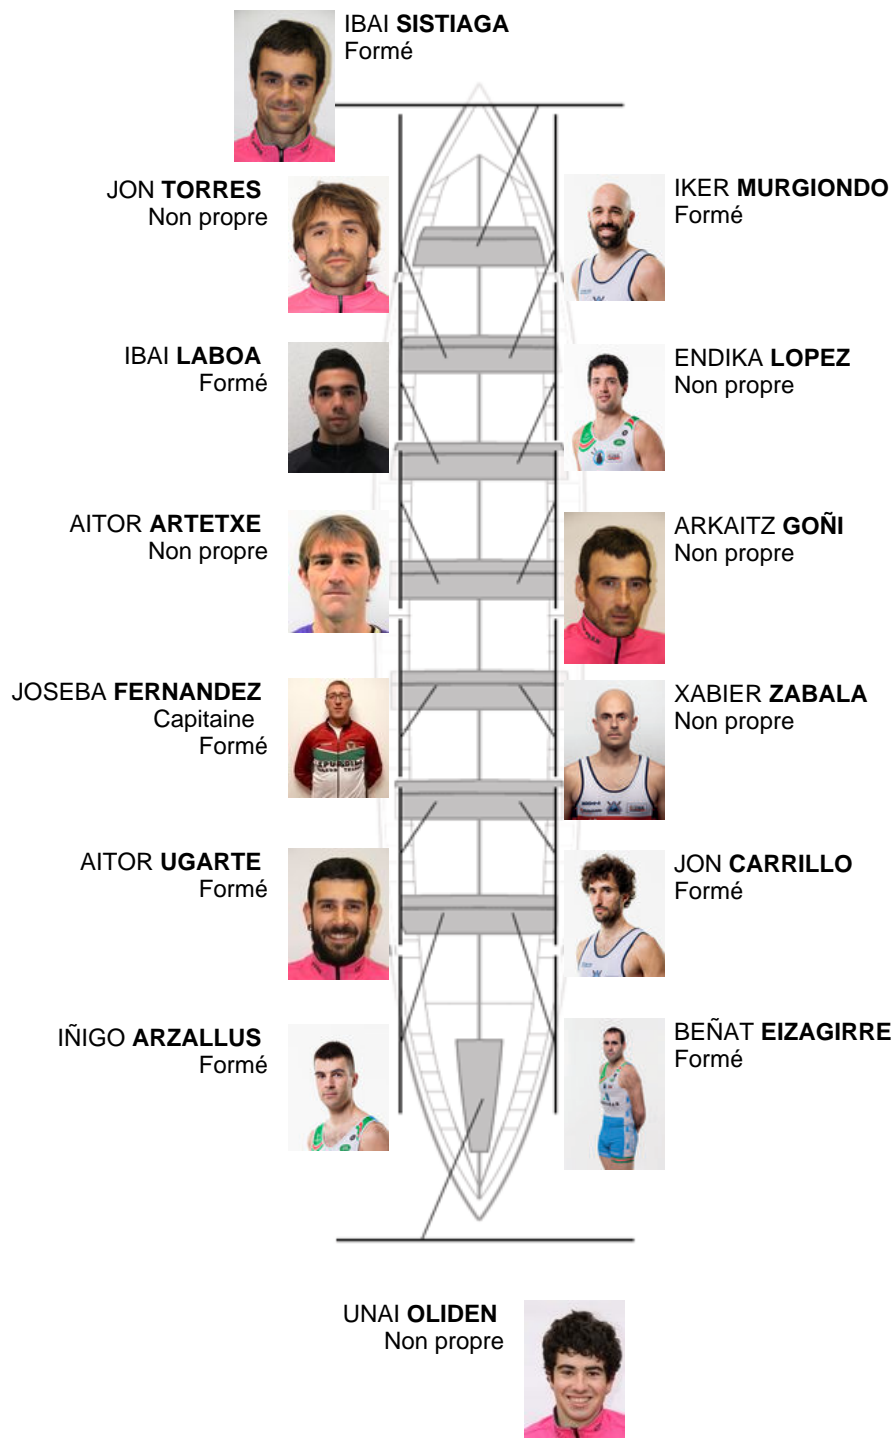 IBAI SISTIAGA
Formé
JON TORRES
Non propre
IKER MURGIONDO
Formé
IBAI LABOA
Formé
ENDIKA LOPEZ
Non propre
AITOR ARTETXE
Non propre
ARKAITZ GOÑI
Non propre
JOSEBA FERNANDEZ
Capitaine
Formé
XABIER ZABALA
Non propre
AITOR UGARTE
Formé
JON CARRILLO
Formé
IÑIGO ARZALLUS
Formé
BEÑAT EIZAGIRRE
Formé
UNAI OLIDEN
Non propre